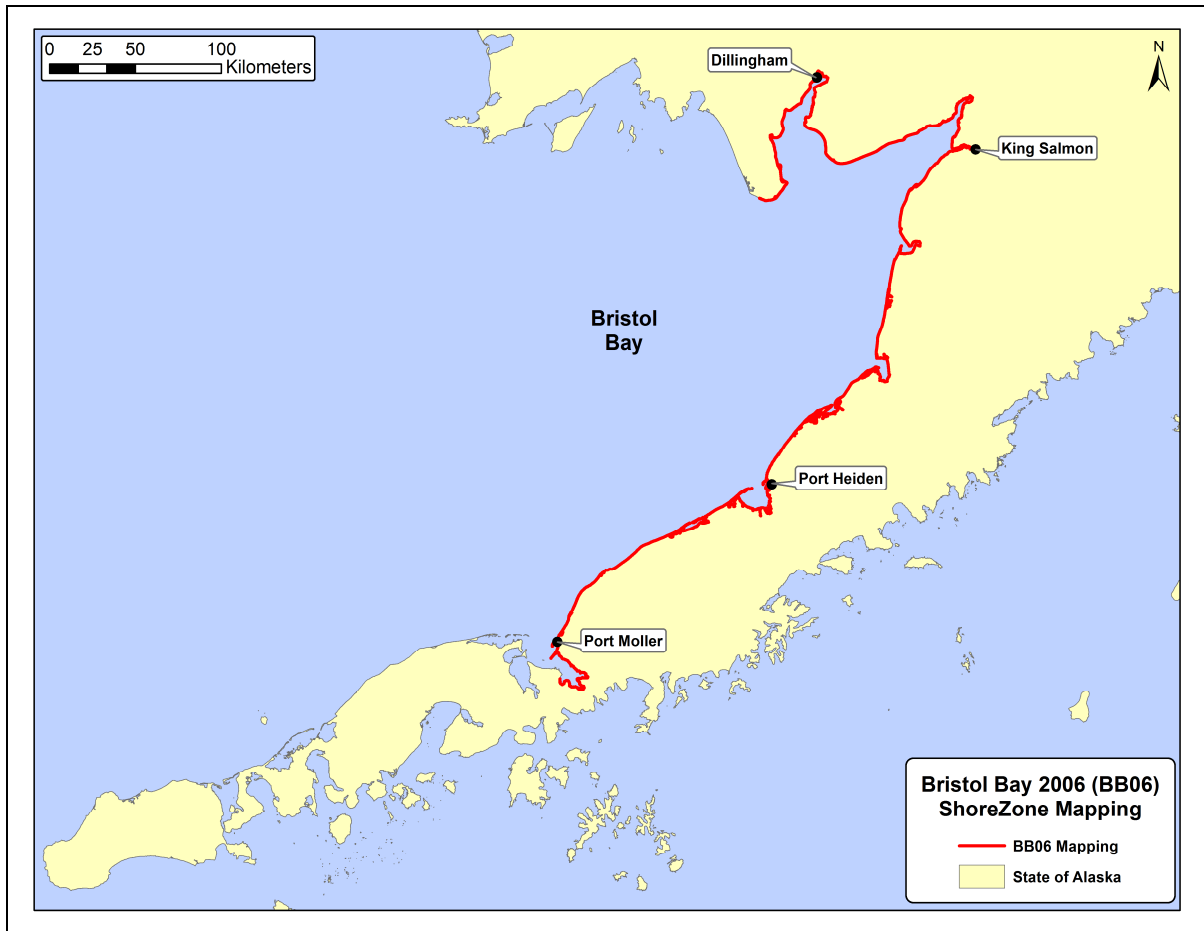 0 25 50 100
Kilometers
N
Dillingham
King Salmon
Bristol
Bay
Port Heiden
Port Moller
Bristol Bay 2006 (BB06)
ShoreZone Mapping
BB06 Mapping
State of Alaska